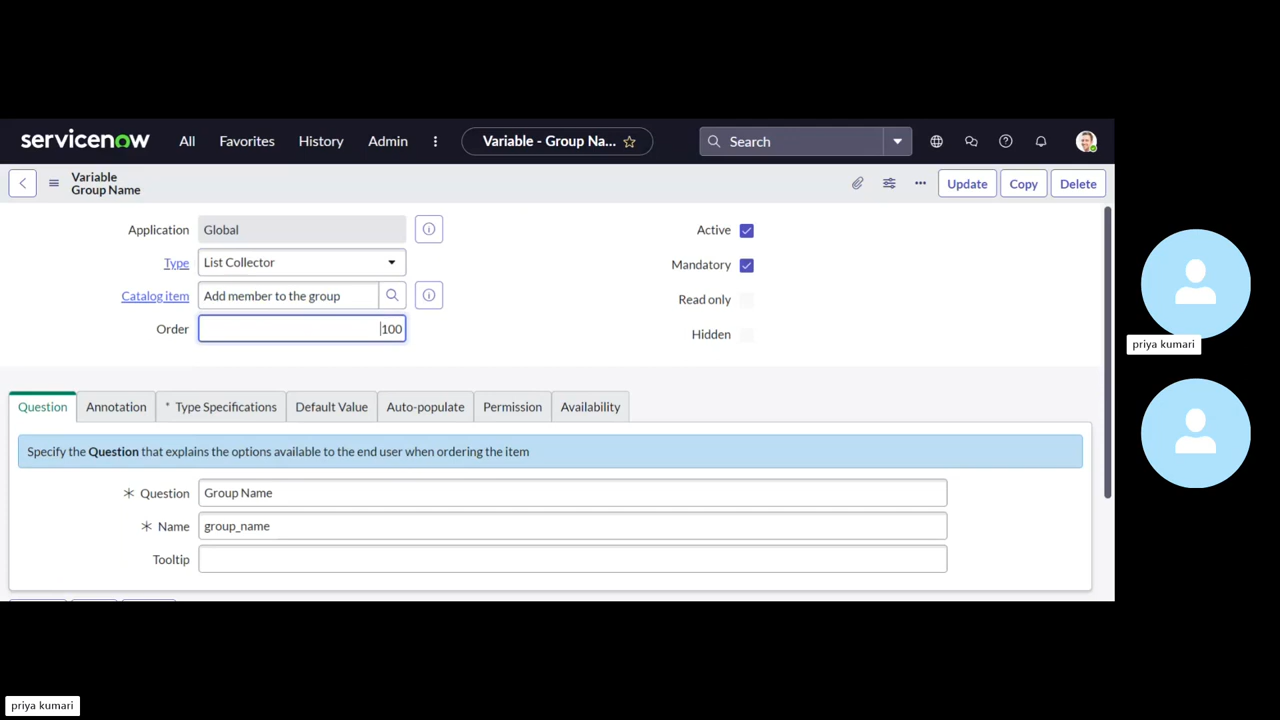 servicenow All Favorites History Admin Variable - Group Na... Search
Variable
Group Name
Update Copy Delete
Application Global
Active
Type List Collector
Mandatory
Catalog item Add member to the group
Read only
Order 100
Hidden
Question Annotation * Type Specifications Default Value Auto-populate Permission Availability
Specify the Question that explains the options available to the end user when ordering the item
* Question Group Name
* Name group_name
Tooltip
priya kumari
priya kumari